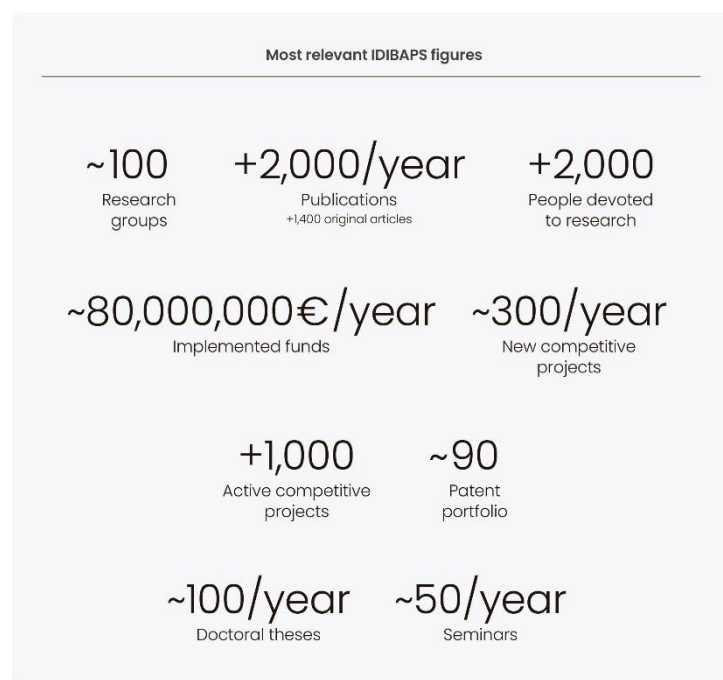 Most relevant IDIBAPS figures
~100
Research
groups
+2,000/year
Publications
+1,400 original articles
+2,000
People devoted
to research
~80,000,000€/year
Implemented funds
~300/year
New competitive
projects
+1,000
Active competitive
projects
~90
Patent
portfolio
~100/year
Doctoral theses
~50/year
Seminars